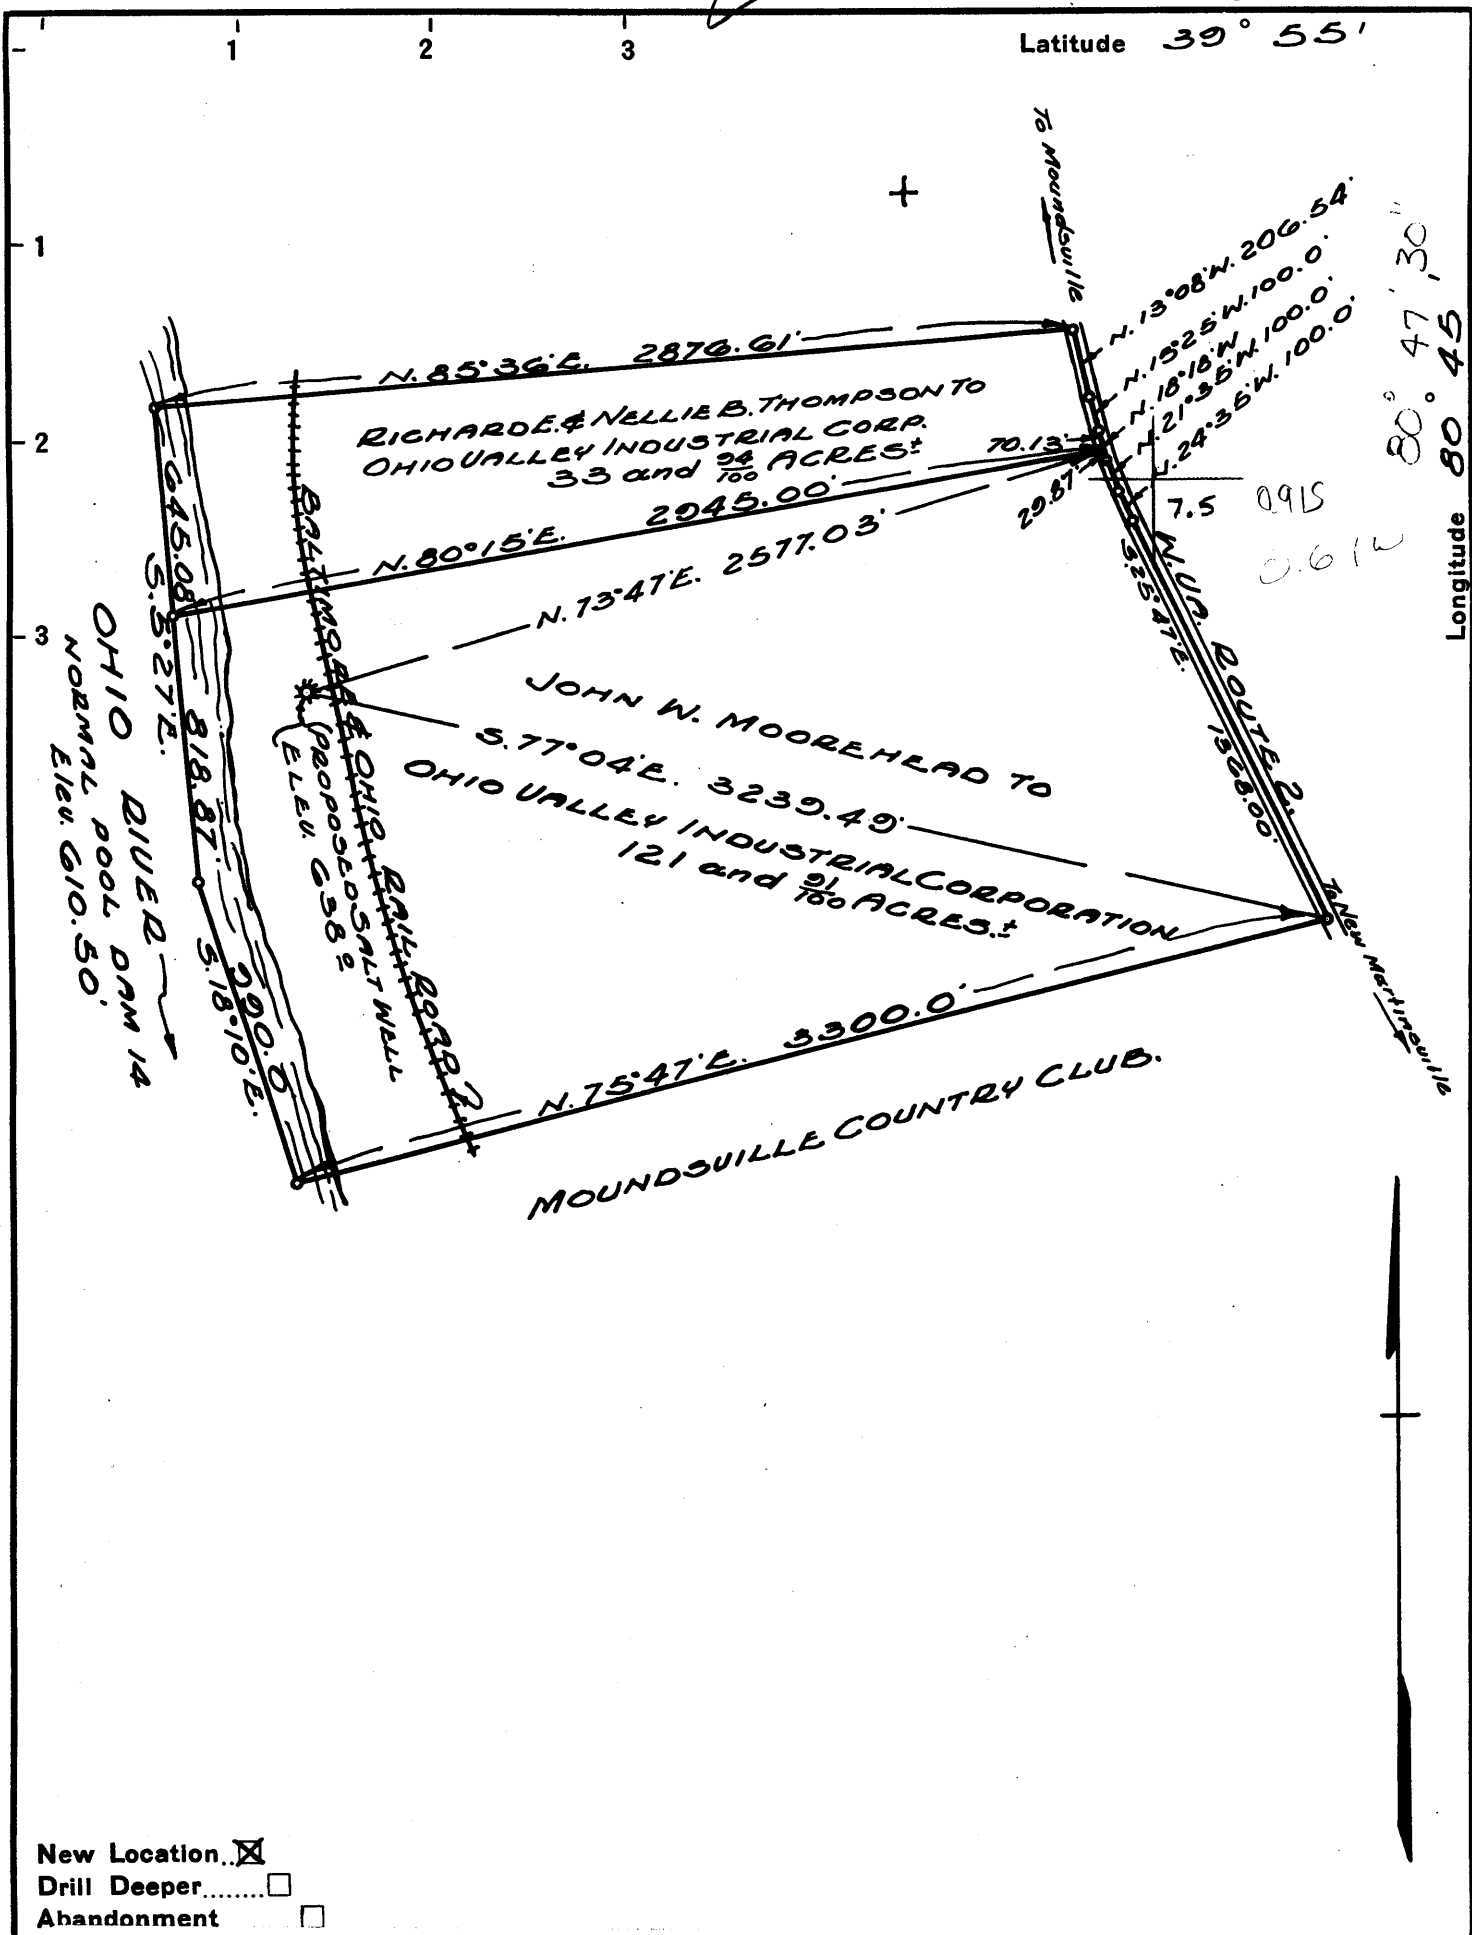 1 2 3
Latitude 39° 55'
To Moundsville
1
2
3
N. 13°08'W. 206.54'
N. 15°25'W. 100.0'
N. 18°18'W. 100.0'
N. 21°35'W. 100.0'
N. 24°35'W. 100.0'
80° 47' 30"
Longitude 80° 45
N. 85°36'E. 2876.61'
RICHARD E. & NELLIE B. THOMPSON TO
OHIO VALLEY INDUSTRIAL CORP.
33 and 94/100 ACRES.±
70.13'
29.87'
N. 80°15'E. 2945.00'
N. 73°47'E. 2577.03'
7.5
0.91S
0.61W
W. VA. ROUTE 2.
S. 25°47'E. 1368.00'
645.08'
S. 5°27'E. 818.87'
S. 18°10'E. 990.0
OHIO RIVER
NORMAL POOL DAM 14
Elev. 610.50'
BALTIMORE & OHIO RAIL ROAD
PROPOSED SALT WELL
ELEV. 638.0
JOHN W. MOOREHEAD TO
S. 77°04'E. 3239.49'
OHIO VALLEY INDUSTRIAL CORPORATION
121 and 91/100 ACRES.±
To New Martinsville
N. 75°47'E. 3300.0'
MOUNDSVILLE COUNTRY CLUB.
New Location..☒
Drill Deeper........☐
Abandonment ☐